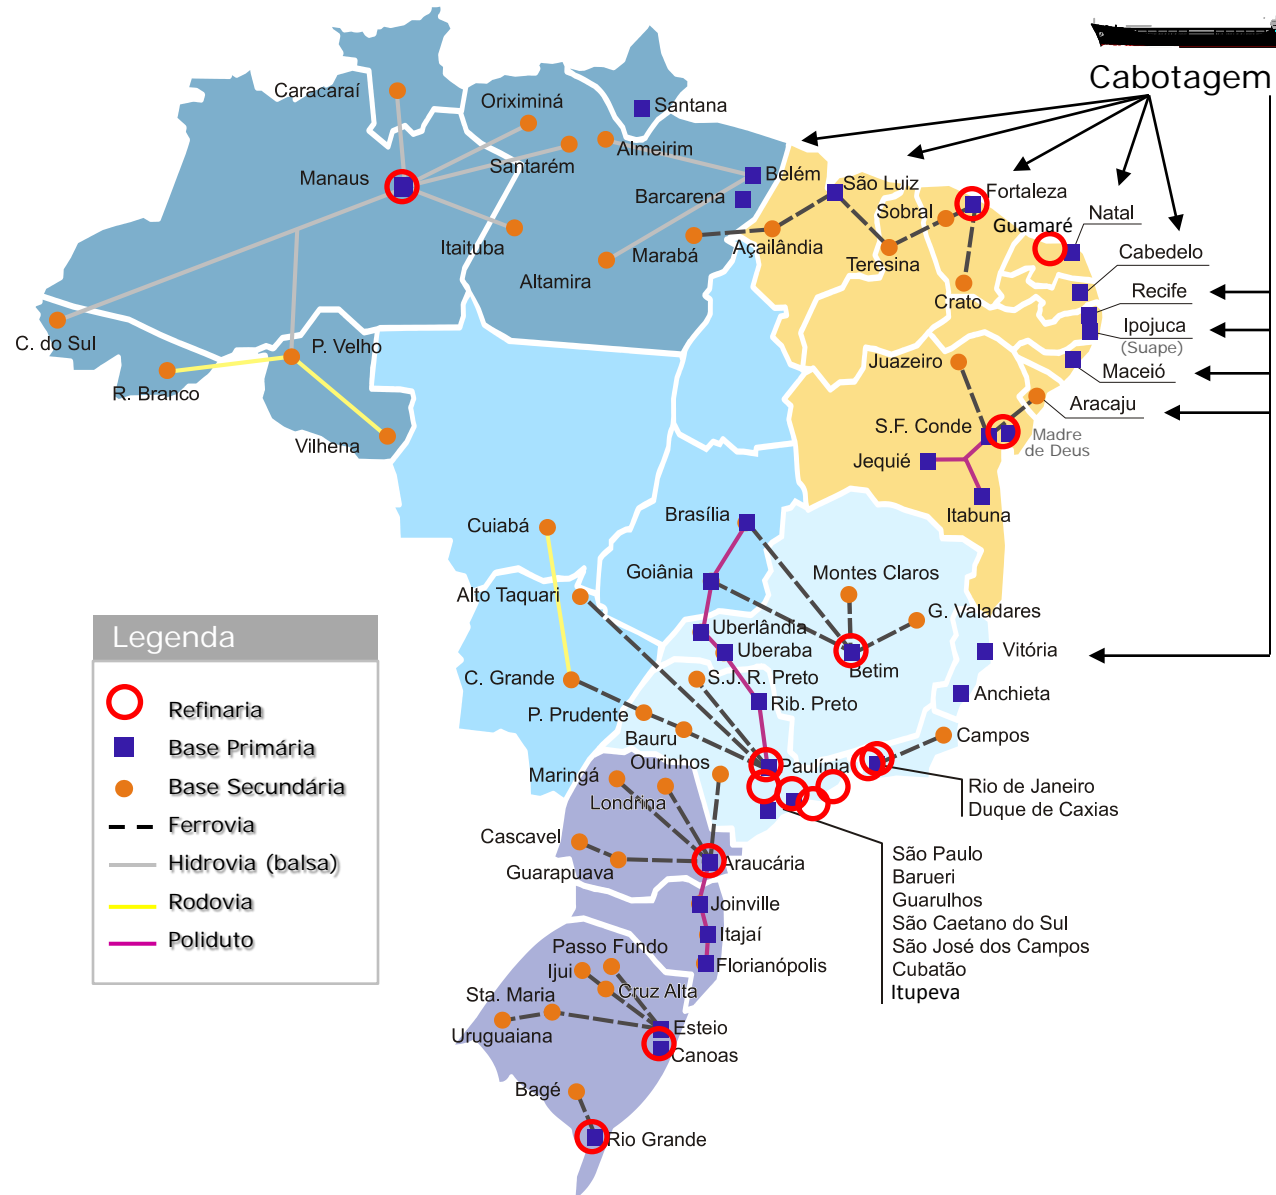 Cabotagem
Caracaraí
Oriximiná
Santana
Santarém
Almeirim
Manaus
Belém
São Luiz
Fortaleza
Barcarena
Sobral
Guamaré
Natal
Itaituba
Marabá
Açailândia
Teresina
Cabedelo
Altamira
Crato
Recife
Ipojuca
(Suape)
C. do Sul
P. Velho
Juazeiro
Maceió
R. Branco
Aracaju
Vilhena
S.F. Conde
Madre
de Deus
Jequié
Itabuna
Cuiabá
Brasília
Goiânia
Montes Claros
Alto Taquari
G. Valadares
Uberlândia
Uberaba
Betim
Vitória
C. Grande
S.J. R. Preto
Rib. Preto
Anchieta
P. Prudente
Bauru
Campos
Ourinhos
Paulínia
Maringá
Londrina
Rio de Janeiro
Duque de Caxias
Cascavel
Guarapuava
Araucária
São Paulo
Barueri
Guarulhos
São Caetano do Sul
São José dos Campos
Cubatão
Itupeva
Joinville
Itajaí
Florianópolis
Passo Fundo
Ijui
Cruz Alta
Sta. Maria
Uruguaiana
Esteio
Canoas
Bagé
Rio Grande
Legenda
Refinaria
Base Primária
Base Secundária
Ferrovia
Hidrovia (balsa)
Rodovia
Poliduto